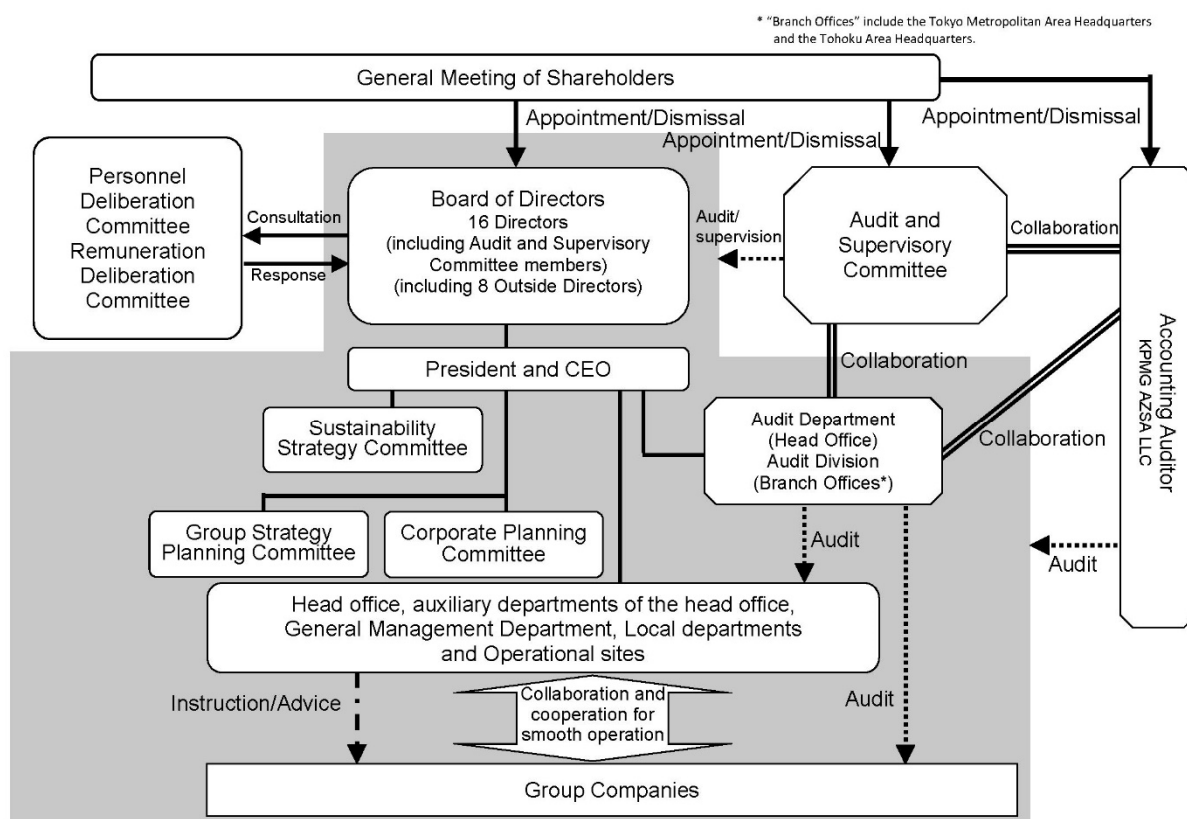 * “Branch Offices” include the Tokyo Metropolitan Area Headquarters
and the Tohoku Area Headquarters.
General Meeting of Shareholders
Appointment/Dismissal
Appointment/Dismissal
Appointment/Dismissal
Personnel
Deliberation
Committee
Remuneration
Deliberation
Committee
Consultation
Response
Board of Directors
16 Directors
(including Audit and Supervisory
Committee members)
(including 8 Outside Directors)
Audit/
supervision
Audit and
Supervisory
Committee
Collaboration
Accounting Auditor
KPMG AZSA LLC
President and CEO
Collaboration
Sustainability
Strategy Committee
Audit Department
(Head Office)
Audit Division
(Branch Offices*)
Collaboration
Group Strategy
Planning Committee
Corporate Planning
Committee
Audit
Audit
Head office, auxiliary departments of the head office,
General Management Department, Local departments
and Operational sites
Instruction/Advice
Collaboration and
cooperation for
smooth operation
Audit
Group Companies